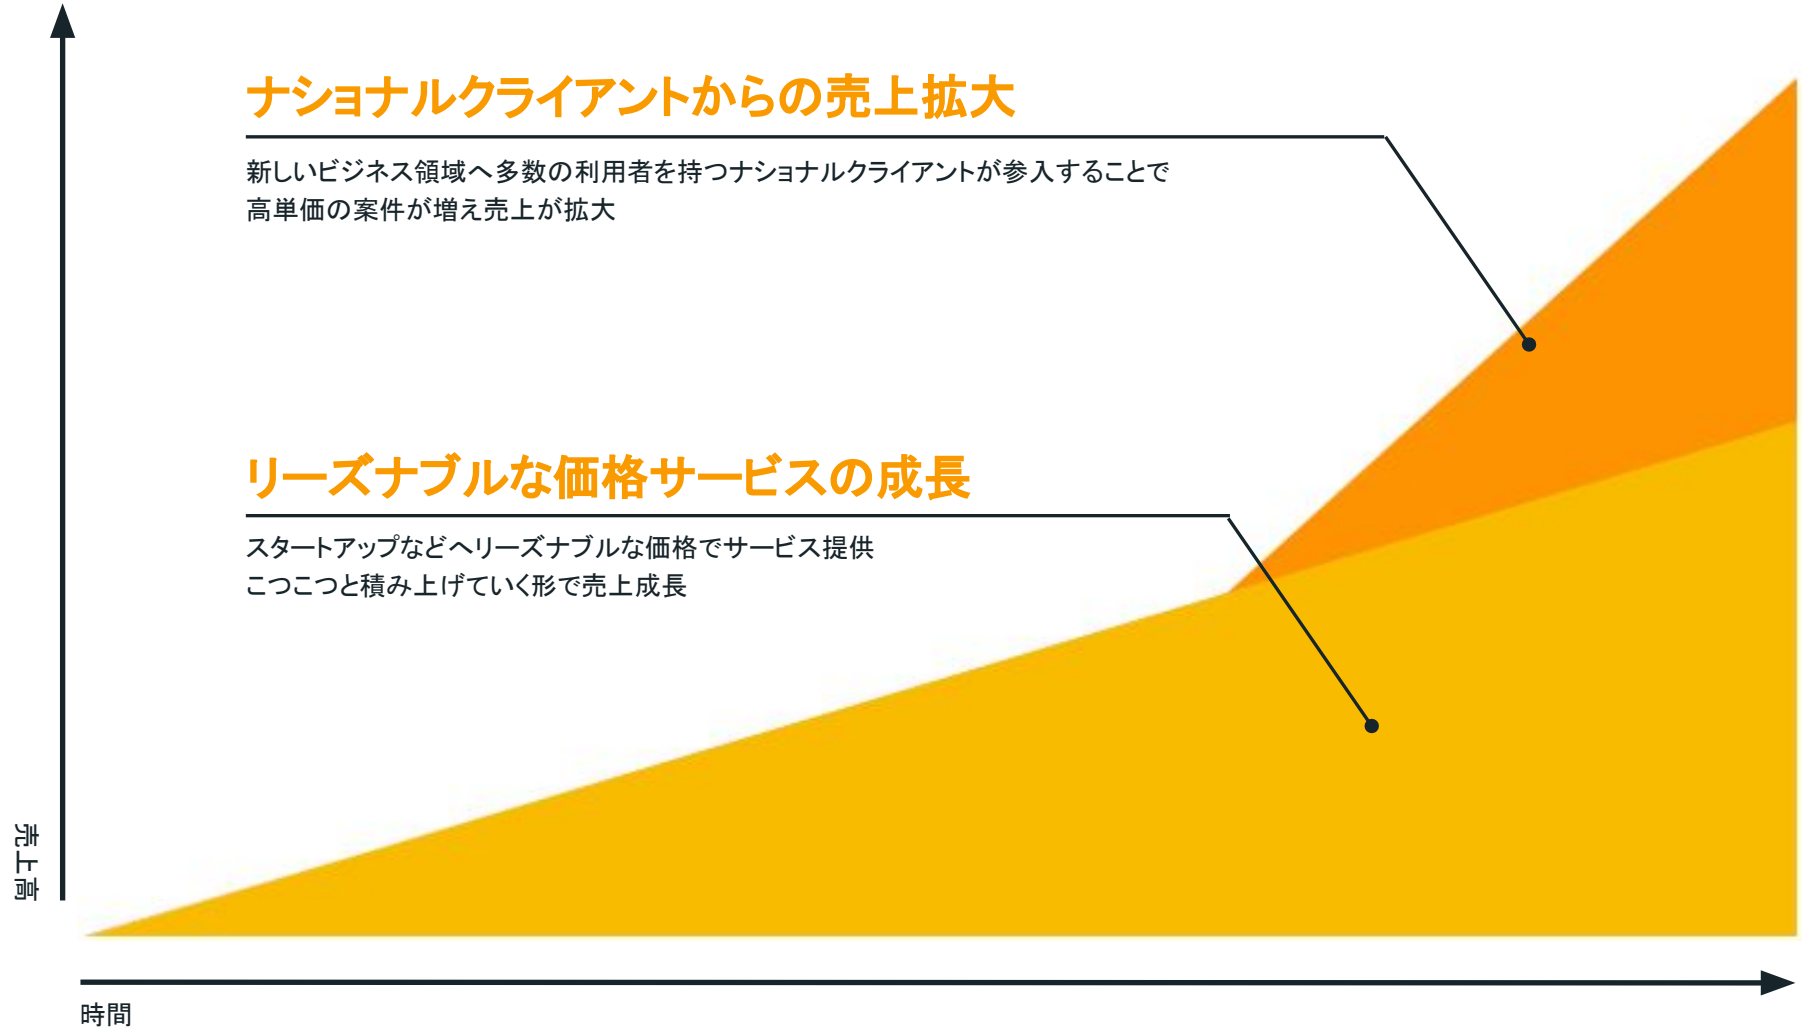 ナショナルクライアントからの売上拡大
新しいビジネス領域へ多数の利用者を持つナショナルクライアントが参入することで
高単価の案件が増え売上が拡大
リーズナブルな価格サービスの成長
スタートアップなどへリーズナブルな価格でサービス提供
こつこつと積み上げていく形で売上成長
売上高
時間